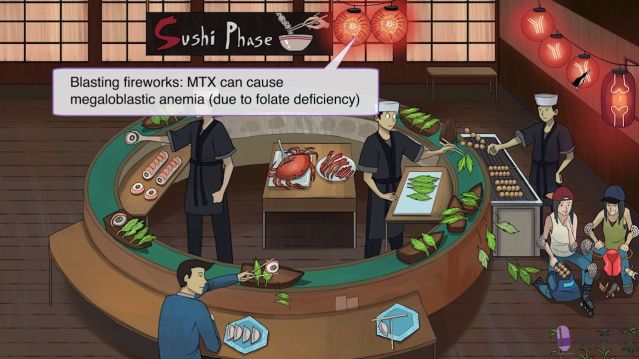 Sushi Phase
Blasting fireworks: MTX can cause
megaloblastic anemia (due to folate deficiency)